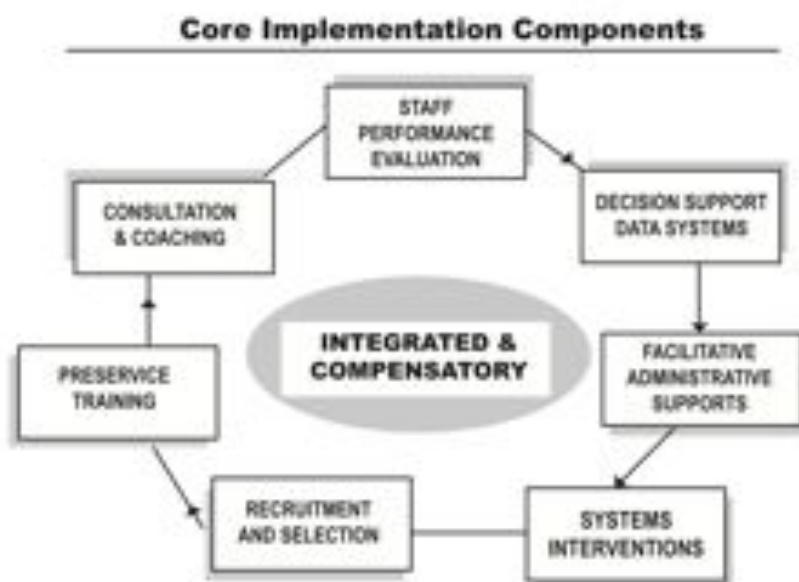 Core Implementation Components
STAFF
PERFORMANCE
EVALUATION
CONSULTATION
& COACHING
DECISION SUPPORT
DATA SYSTEMS
INTEGRATED &
COMPENSATORY
PRESERVICE
TRAINING
FACILITATIVE
ADMINISTRATIVE
SUPPORTS
RECRUITMENT
AND SELECTION
SYSTEMS
INTERVENTIONS